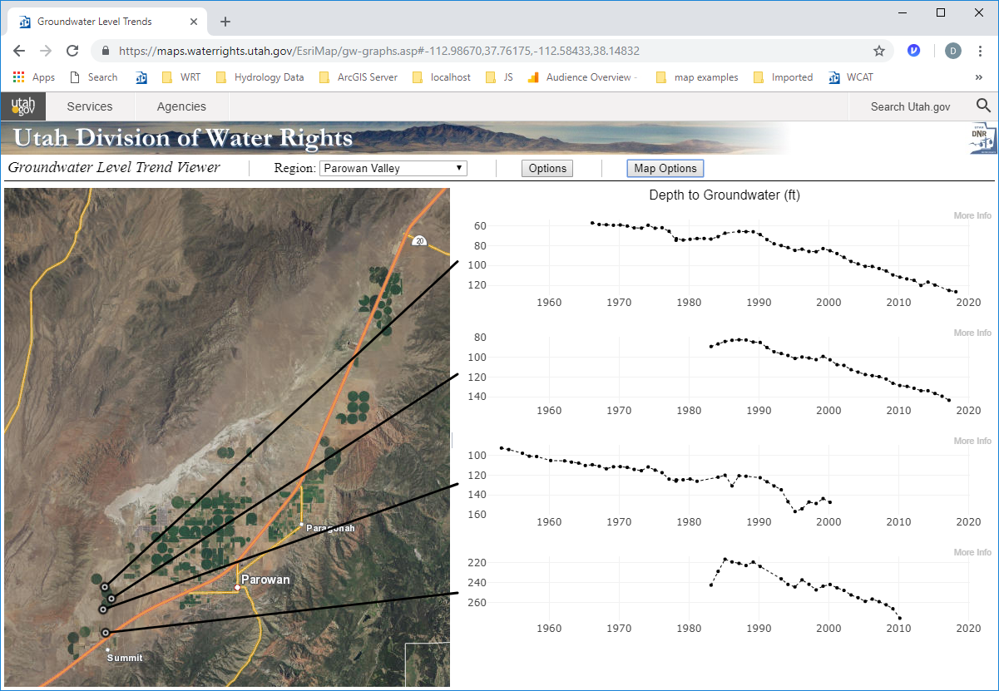 Groundwater Level Trends
https://maps.waterrights.utah.gov/EsriMap/gw-graphs.asp#-112.98670,37.76175,-112.58433,38.14832
D
Apps Search WRT Hydrology Data ArcGIS Server localhost JS Audience Overview - map examples Imported WCAT »
utah gov Services Agencies Search Utah.gov
Utah Division of Water Rights
UTAH DNR
Groundwater Level Trend Viewer Region: Parowan Valley Options Map Options
Depth to Groundwater (ft)
More Info
60
80
100
120
1960 1970 1980 1990 2000 2010 2020
More Info
80
100
120
140
1960 1970 1980 1990 2000 2010 2020
More Info
100
120
140
160
1960 1970 1980 1990 2000 2010 2020
More Info
220
240
260
1960 1970 1980 1990 2000 2010 2020
20
Paragonah
Parowan
Summit